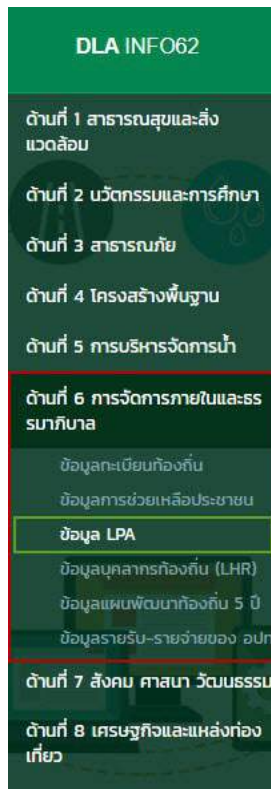 DLA INFO62
ด้านที่ 1 สาธารณสุขและสิ่ง
แวดล้อม
ด้านที่ 2 นวัตกรรมและการศึกษา
ด้านที่ 3 สาธารณภัย
ด้านที่ 4 โครงสร้างพื้นฐาน
ด้านที่ 5 การบริหารจัดการน้ำ
ด้านที่ 6 การจัดการภายในและธร
รมาภิบาล
ข้อมูลทะเบียนท้องถิ่น
ข้อมูลการช่วยเหลือประชาชน
ข้อมูล LPA
ข้อมูลบุคลากรท้องถิ่น (LHR)
ข้อมูลแผนพัฒนาท้องถิ่น 5 ปี
ข้อมูลรายรับ-รายจ่ายของ อปท
ด้านที่ 7 สังคม ศาสนา วัฒนธรรม
ด้านที่ 8 เศรษฐกิจและแหล่งท่อง
เที่ยว